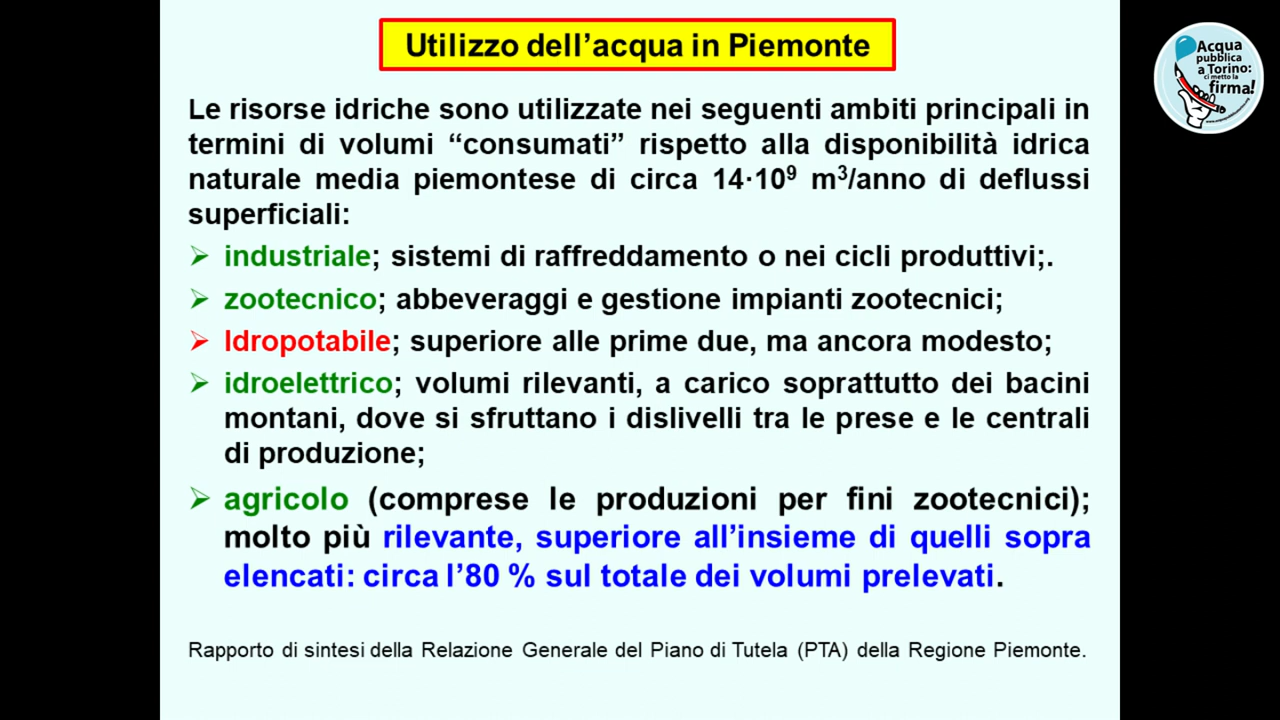 Utilizzo dell’acqua in Piemonte
Acqua
pubblica
a Torino:
ci metto la
firma!
Le risorse idriche sono utilizzate nei seguenti ambiti principali in
termini di volumi “consumati” rispetto alla disponibilità idrica
naturale media piemontese di circa 14·10⁹ m³/anno di deflussi
superficiali:
➢ industriale; sistemi di raffreddamento o nei cicli produttivi;.
➢ zootecnico; abbeveraggi e gestione impianti zootecnici;
➢ Idropotabile; superiore alle prime due, ma ancora modesto;
➢ idroelettrico; volumi rilevanti, a carico soprattutto dei bacini
montani, dove si sfruttano i dislivelli tra le prese e le centrali
di produzione;
➢ agricolo (comprese le produzioni per fini zootecnici);
molto più rilevante, superiore all’insieme di quelli sopra
elencati: circa l’80 % sul totale dei volumi prelevati.
Rapporto di sintesi della Relazione Generale del Piano di Tutela (PTA) della Regione Piemonte.